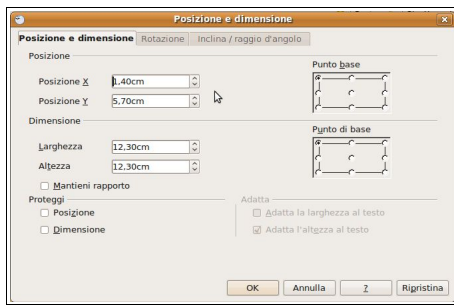 Posizione e dimensione
Posizione e dimensione Rotazione Inclina / raggio d'angolo
Posizione
Punto base
Posizione X 1,40cm
Posizione Y 5,70cm
Dimensione
Punto di base
Larghezza 12,30cm
Altezza 12,30cm
Mantieni rapporto
Proteggi Adatta
Posizione Adatta la larghezza al testo
Dimensione Adatta l'altezza al testo
OK Annulla ? Ripristina